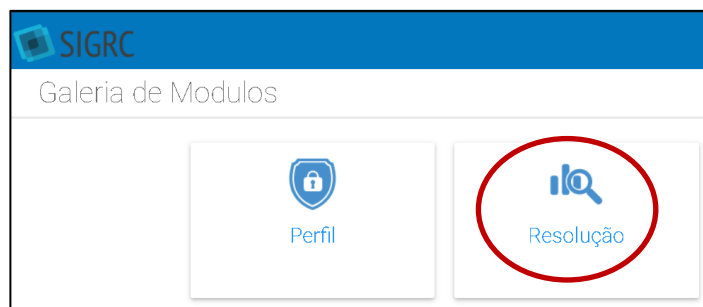 SIGRC
Galeria de Modulos
Perfil
Resolução